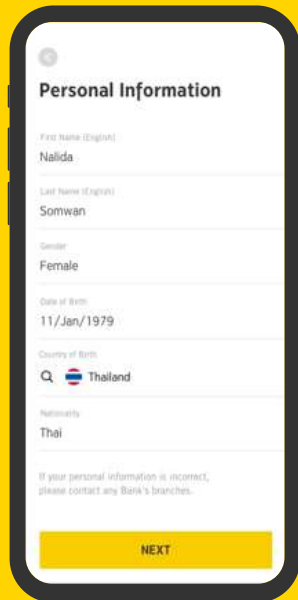 Personal Information
First Name (English)
Nalida
Last Name (English)
Somwan
Gender
Female
Date of Birth
11/Jan/1979
Country of Birth
Thailand
Nationality
Thai
If your personal information is incorrect,
please contact any Bank's branches.
NEXT